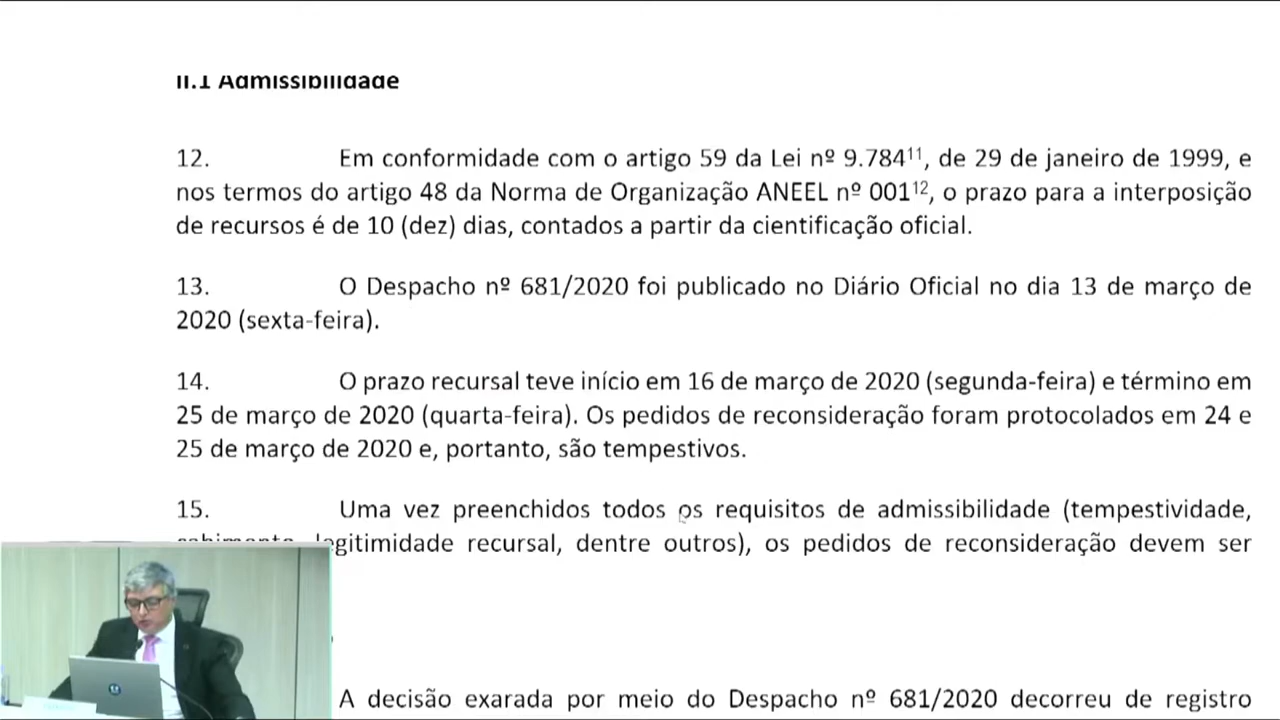 II.1 Admissibilidade
12. Em conformidade com o artigo 59 da Lei nº 9.784¹¹, de 29 de janeiro de 1999, e
nos termos do artigo 48 da Norma de Organização ANEEL nº 001¹², o prazo para a interposição
de recursos é de 10 (dez) dias, contados a partir da cientificação oficial.
13. O Despacho nº 681/2020 foi publicado no Diário Oficial no dia 13 de março de
2020 (sexta-feira).
14. O prazo recursal teve início em 16 de março de 2020 (segunda-feira) e término em
25 de março de 2020 (quarta-feira). Os pedidos de reconsideração foram protocolados em 24 e
25 de março de 2020 e, portanto, são tempestivos.
15. Uma vez preenchidos todos os requisitos de admissibilidade (tempestividade,
cabimento, legitimidade recursal, dentre outros), os pedidos de reconsideração devem ser
A decisão exarada por meio do Despacho nº 681/2020 decorreu de registro